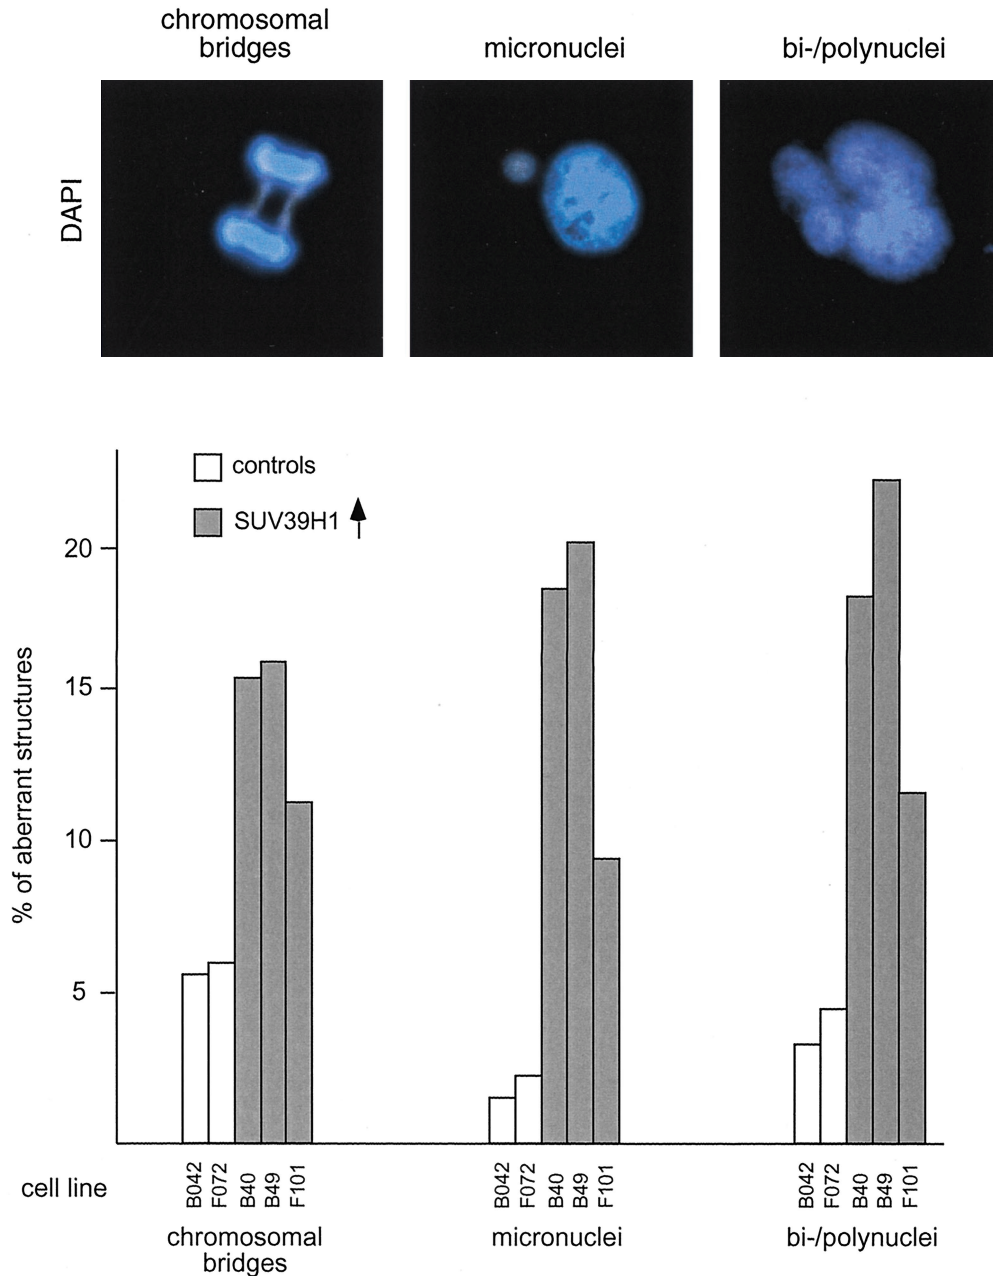 chromosomal
bridges
micronuclei
bi-/polynuclei
DAPI
controls
SUV39H1
20
15
10
5
% of aberrant structures
cell line
B042 F072 B40 B49 F101
B042 F072 B40 B49 F101
B042 F072 B40 B49 F101
chromosomal
bridges
micronuclei
bi-/polynuclei